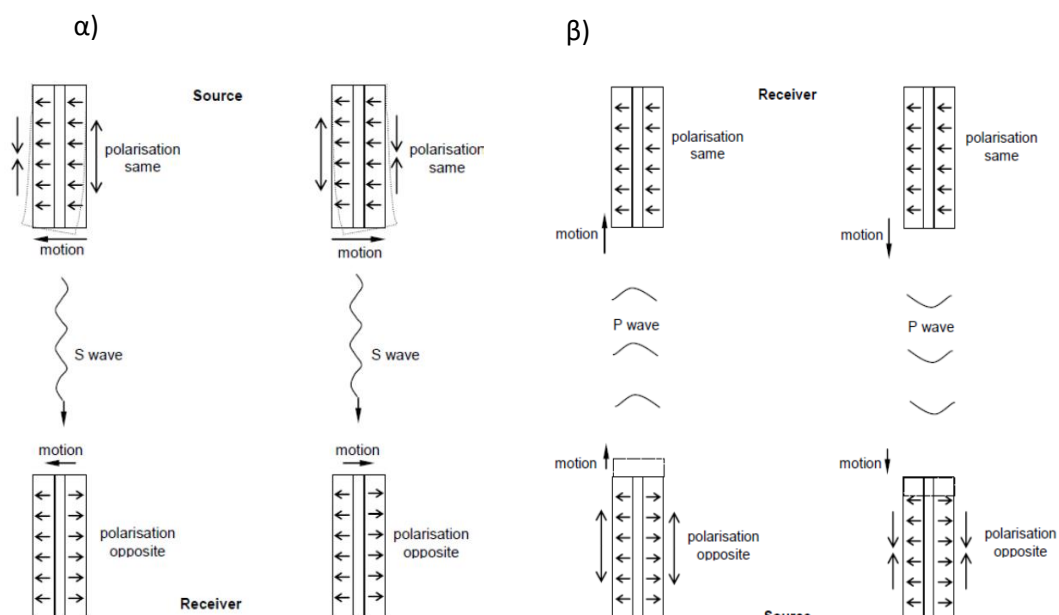 α)
β)
Source
polarisation
same
polarisation
same
motion
motion
S wave
S wave
motion
motion
polarisation
opposite
polarisation
opposite
Receiver
Receiver
polarisation
same
polarisation
same
motion
motion
P wave
P wave
motion
motion
polarisation
opposite
polarisation
opposite
Source